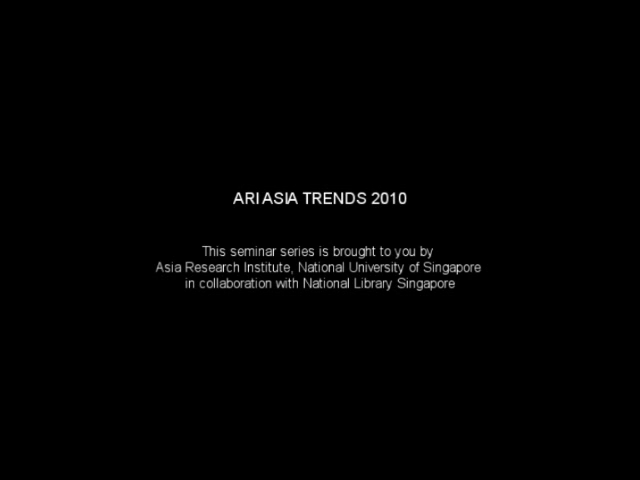 ARI ASIA TRENDS 2010
This seminar series is brought to you by
Asia Research Institute, National University of Singapore
in collaboration with National Library Singapore